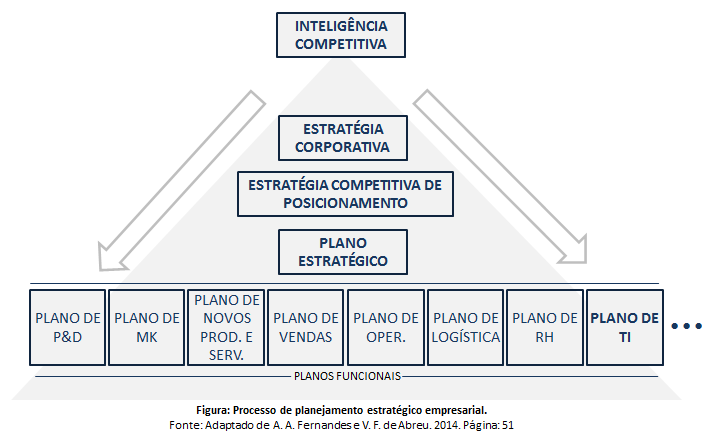 INTELIGÊNCIA
COMPETITIVA
ESTRATÉGIA
CORPORATIVA
ESTRATÉGIA COMPETITIVA DE
POSICIONAMENTO
PLANO
ESTRATÉGICO
PLANO DE
P&D
PLANO DE
MK
PLANO DE
NOVOS
PROD. E
SERV.
PLANO DE
VENDAS
PLANO DE
OPER.
PLANO DE
LOGÍSTICA
PLANO DE
RH
PLANO DE
TI
•••
PLANOS FUNCIONAIS
Figura: Processo de planejamento estratégico empresarial.
Fonte: Adaptado de A. A. Fernandes e V. F. de Abreu. 2014. Página: 51